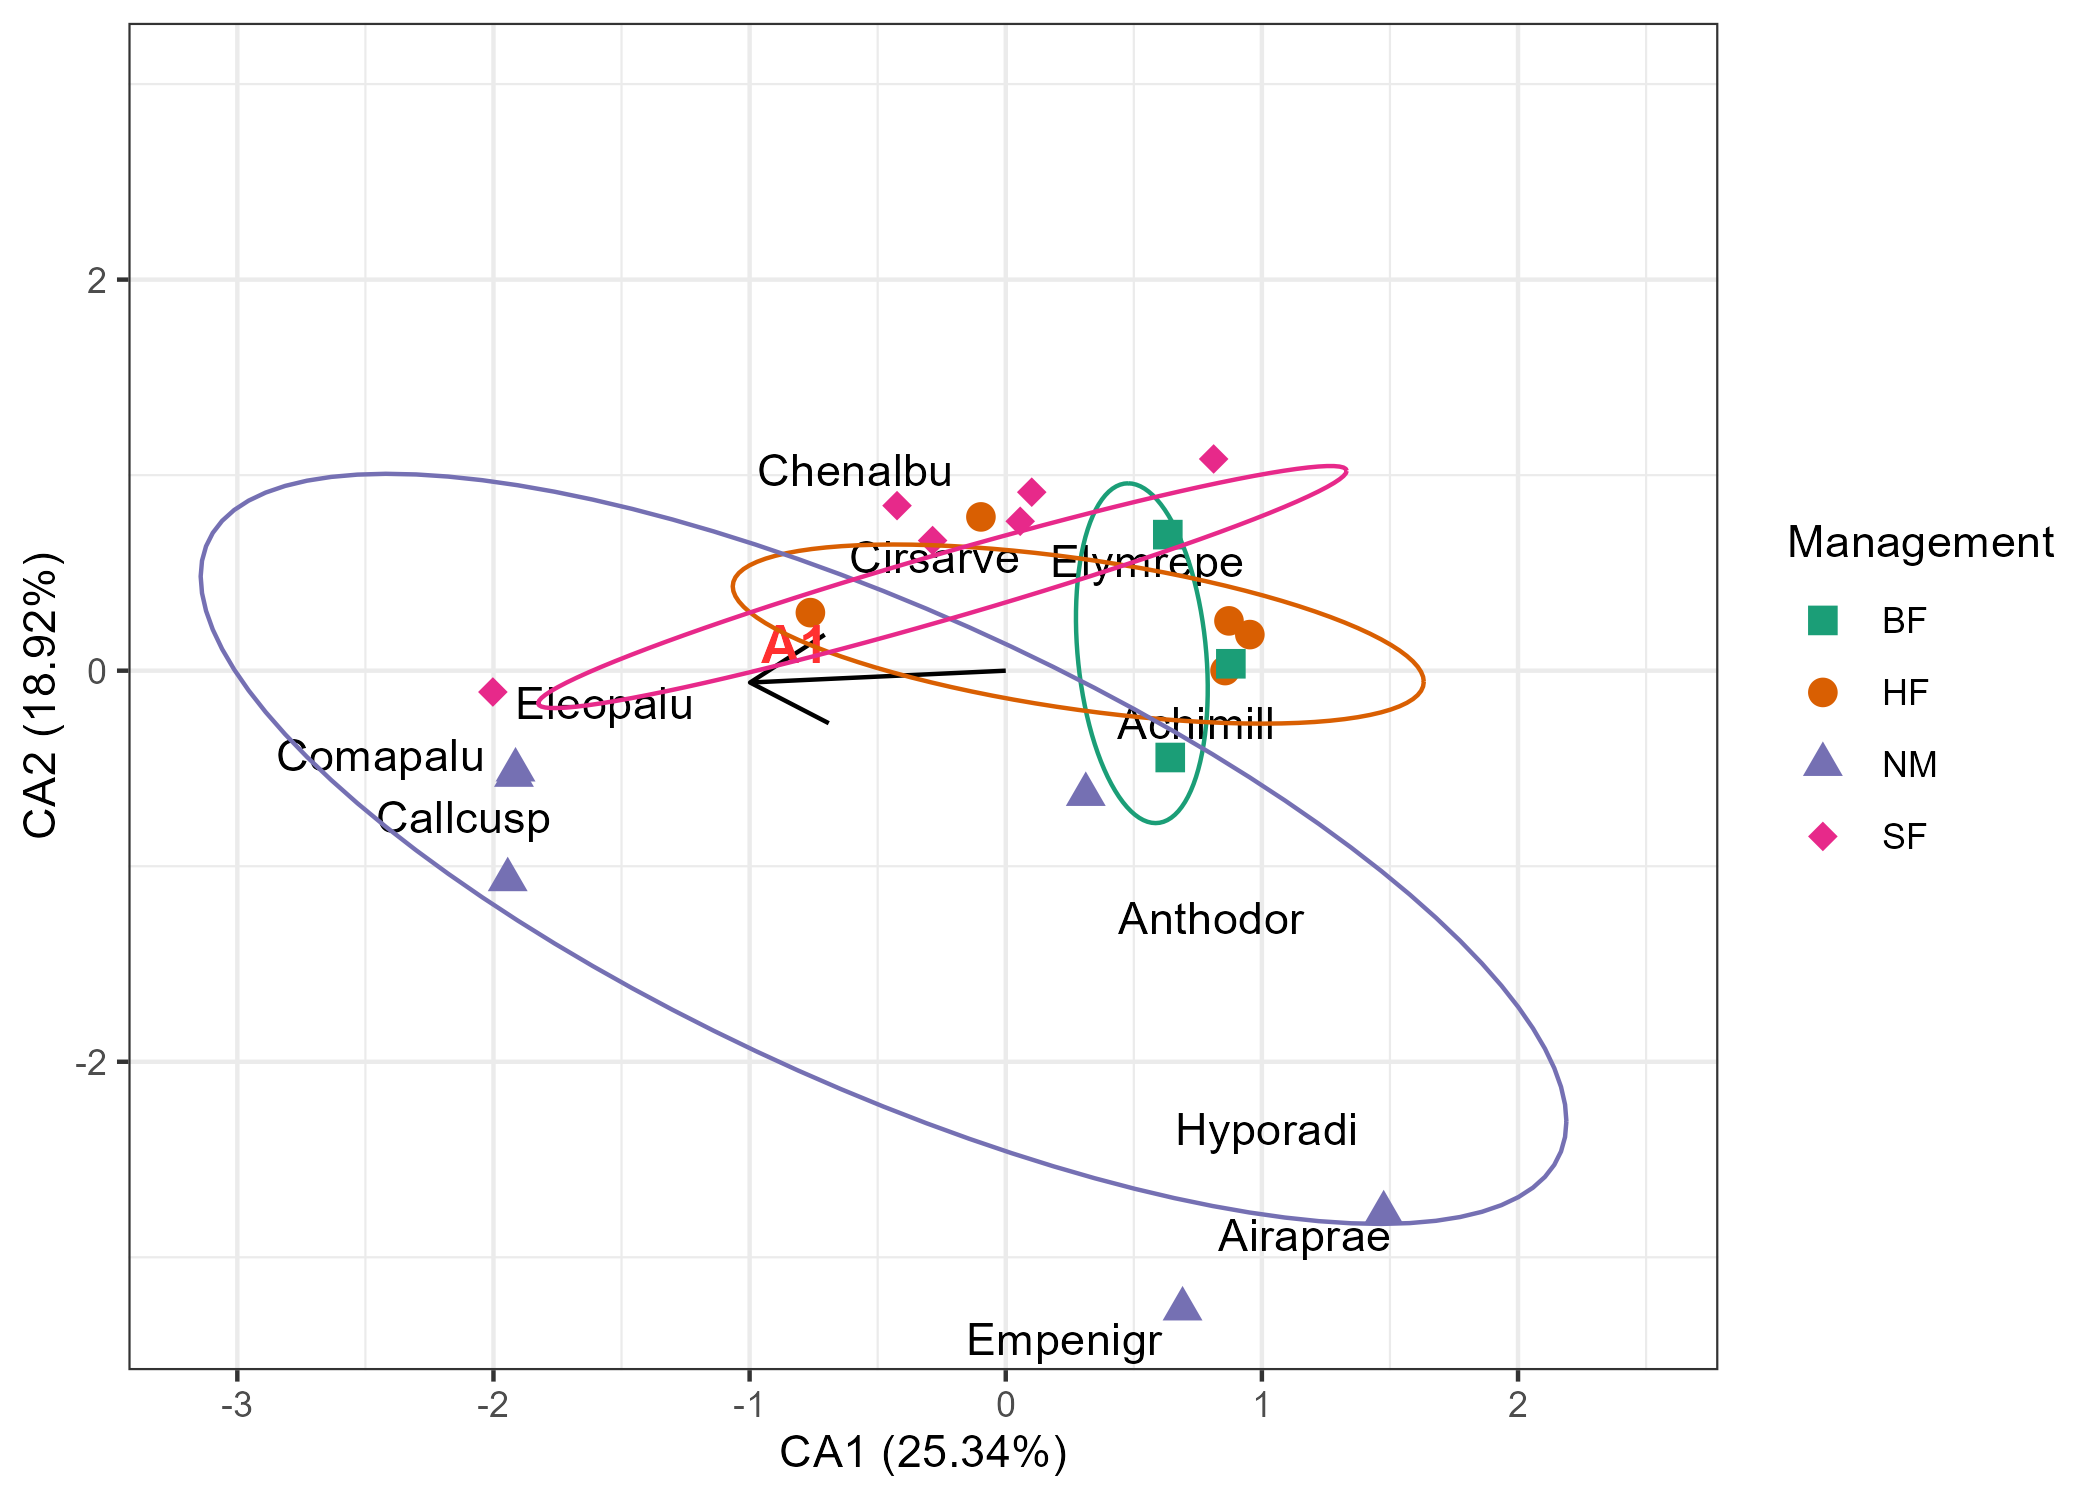 2
0
-2
-3
-2
-1
0
1
2
CA2 (18.92%)
CA1 (25.34%)
Chenalbu
Cirsarve
Elymrepe
A1
Eleopalu
Achimill
Comapalu
Callcusp
Anthodor
Hyporadi
Airaprae
Empenigr
Management
BF
HF
NM
SF